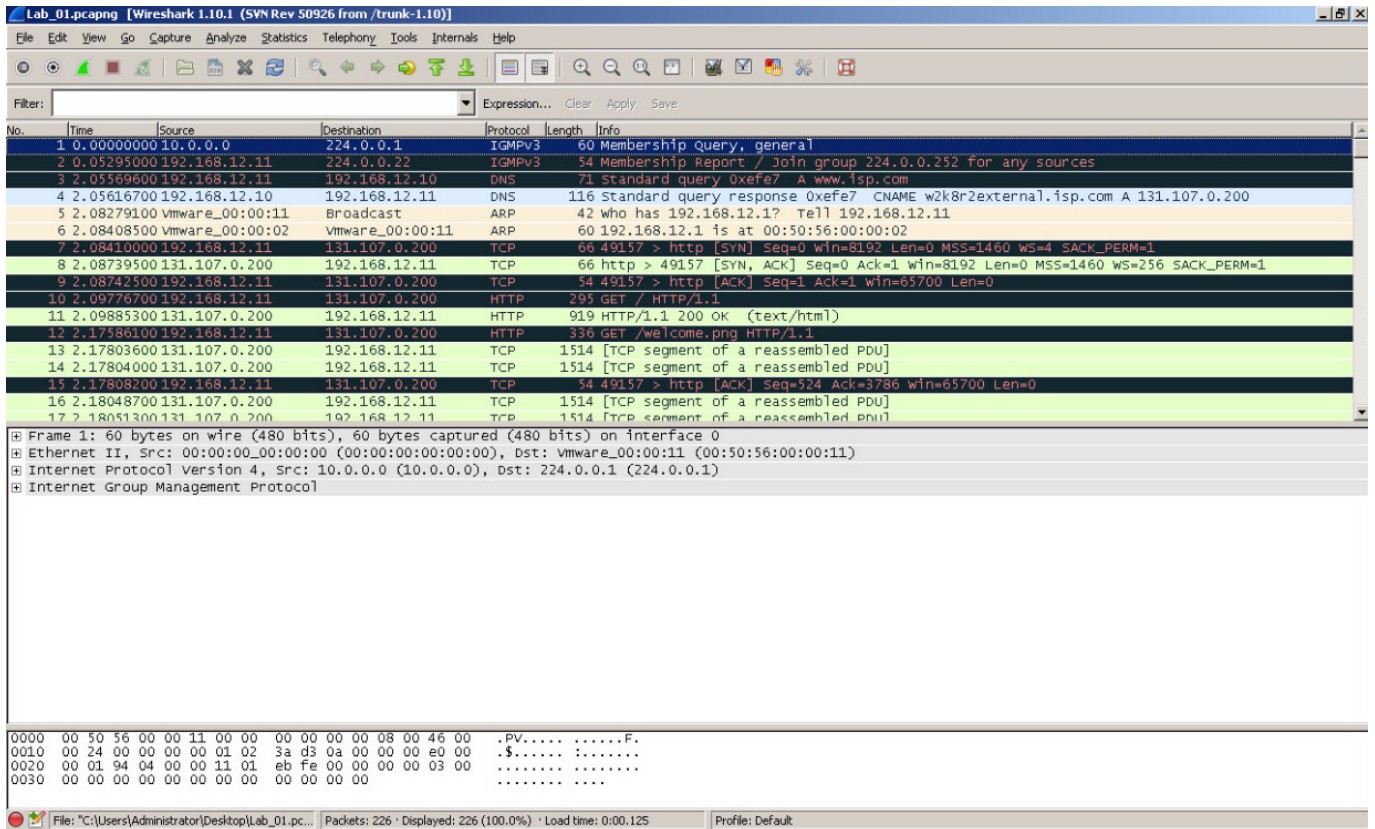 Lab_01.pcapng [Wireshark 1.10.1 (SVN Rev 50926 from /trunk-1.10)]
File Edit View Go Capture Analyze Statistics Telephony Tools Internals Help
Filter: Expression... Clear Apply Save
No. Time Source Destination Protocol Length Info
1 0.00000000 10.0.0.0 224.0.0.1 IGMPv3 60 Membership Query, general
2 0.05295000 192.168.12.11 224.0.0.22 IGMPv3 54 Membership Report / Join group 224.0.0.252 for any sources
3 2.05569600 192.168.12.11 192.168.12.10 DNS 71 Standard query 0xefe7 A www.isp.com
4 2.05616700 192.168.12.10 192.168.12.11 DNS 116 Standard query response 0xefe7 CNAME w2k8r2external.isp.com A 131.107.0.200
5 2.08279100 Vmware_00:00:11 Broadcast ARP 42 who has 192.168.12.1? Tell 192.168.12.11
6 2.08408500 Vmware_00:00:02 Vmware_00:00:11 ARP 60 192.168.12.1 is at 00:50:56:00:00:02
7 2.08410000 192.168.12.11 131.107.0.200 TCP 66 49157 > http [SYN] Seq=0 Win=8192 Len=0 MSS=1460 WS=4 SACK_PERM=1
8 2.08739500 131.107.0.200 192.168.12.11 TCP 66 http > 49157 [SYN, ACK] Seq=0 Ack=1 Win=8192 Len=0 MSS=1460 WS=256 SACK_PERM=1
9 2.08742500 192.168.12.11 131.107.0.200 TCP 54 49157 > http [ACK] Seq=1 Ack=1 Win=65700 Len=0
10 2.09776700 192.168.12.11 131.107.0.200 HTTP 295 GET / HTTP/1.1
11 2.09885300 131.107.0.200 192.168.12.11 HTTP 919 HTTP/1.1 200 OK (text/html)
12 2.17586100 192.168.12.11 131.107.0.200 HTTP 336 GET /welcome.png HTTP/1.1
13 2.17803600 131.107.0.200 192.168.12.11 TCP 1514 [TCP segment of a reassembled PDU]
14 2.17804000 131.107.0.200 192.168.12.11 TCP 1514 [TCP segment of a reassembled PDU]
15 2.17808200 192.168.12.11 131.107.0.200 TCP 54 49157 > http [ACK] Seq=524 Ack=3786 Win=65700 Len=0
16 2.18048700 131.107.0.200 192.168.12.11 TCP 1514 [TCP segment of a reassembled PDU]
17 2.18051300 131.107.0.200 192.168.12.11 TCP 1514 [TCP segment of a reassembled PDU]
Frame 1: 60 bytes on wire (480 bits), 60 bytes captured (480 bits) on interface 0
Ethernet II, Src: 00:00:00_00:00:00 (00:00:00:00:00:00), Dst: Vmware_00:00:11 (00:50:56:00:00:11)
Internet Protocol Version 4, Src: 10.0.0.0 (10.0.0.0), Dst: 224.0.0.1 (224.0.0.1)
Internet Group Management Protocol
0000 00 50 56 00 00 11 00 00 00 00 00 00 08 00 46 00 .PV..... ......F.
0010 00 24 00 00 00 00 01 02 3a d3 0a 00 00 00 e0 00 .$...... :.......
0020 00 01 94 04 00 00 11 01 eb fe 00 00 00 00 03 00 ........ ........
0030 00 00 00 00 00 00 00 00 00 00 00 00 ........ ....
File: "C:\Users\Administrator\Desktop\Lab_01.pc... Packets: 226 · Displayed: 226 (100.0%) · Load time: 0:00.125 Profile: Default